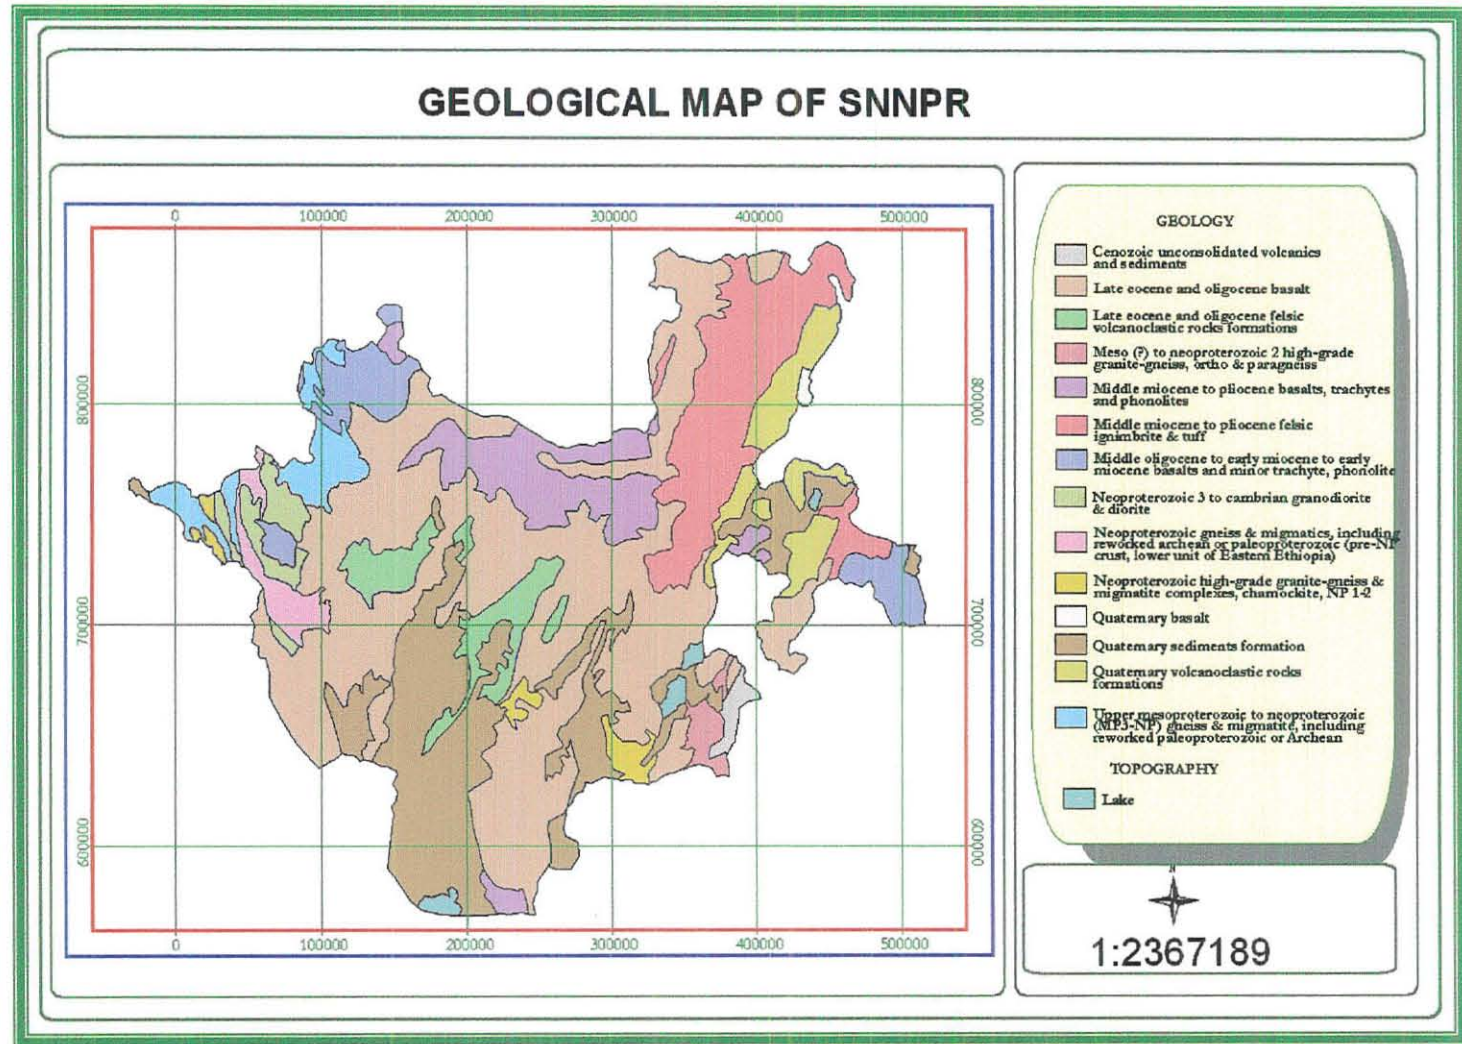 GEOLOGICAL MAP OF SNNPR
0 100000 200000 300000 400000 500000
800000 800000
700000 700000
600000 600000
0 100000 200000 300000 400000 500000
GEOLOGY
Cenozoic unconsolidated volcanics
and sediments
Late eocene and oligocene basalt
Late eocene and oligocene felsic
volcanoclastic rocks formations
Meso (?) to neoproterozoic 2 high-grade
granite-gneiss, ortho & paragneiss
Middle miocene to pliocene basalts, trachytes
and phonolites
Middle miocene to pliocene felsic
ignimbrite & tuff
Middle oligocene to early miocene to early
miocene basalts and minor trachyte, phonolite
Neoproterozoic 3 to cambrian granodiorite
& diorite
Neoproterozoic gneiss & migmatics, including
reworked archean or paleoproterozoic (pre-NP
crust, lower unit of Eastern Ethiopia)
Neoproterozoic high-grade granite-gneiss &
migmatite complexes, charnockite, NP 1-2
Quaternary basalt
Quaternary sediments formation
Quaternary volcanoclastic rocks
formations
Upper mesoproterozoic to neoproterozoic
(MP3-NP) gneiss & migmatite, including
reworked paleoproterozoic or Archean
TOPOGRAPHY
Lake
N
1:2367189